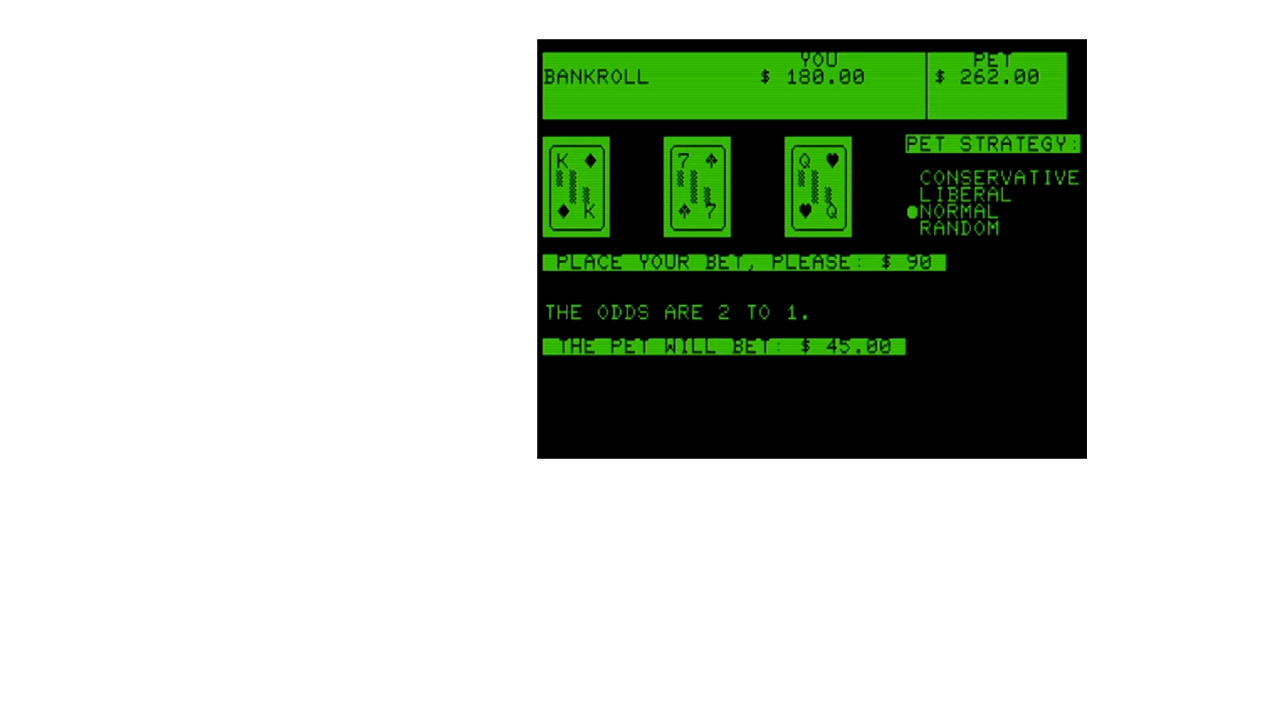 YOU PET
BANKROLL $ 180.00 $ 262.00
PET STRATEGY:
K 7 Q
CONSERVATIVE
LIBERAL
NORMAL
K 7 Q
RANDOM
PLACE YOUR BET, PLEASE: $ 90
THE ODDS ARE 2 TO 1.
THE PET WILL BET: $ 45.00